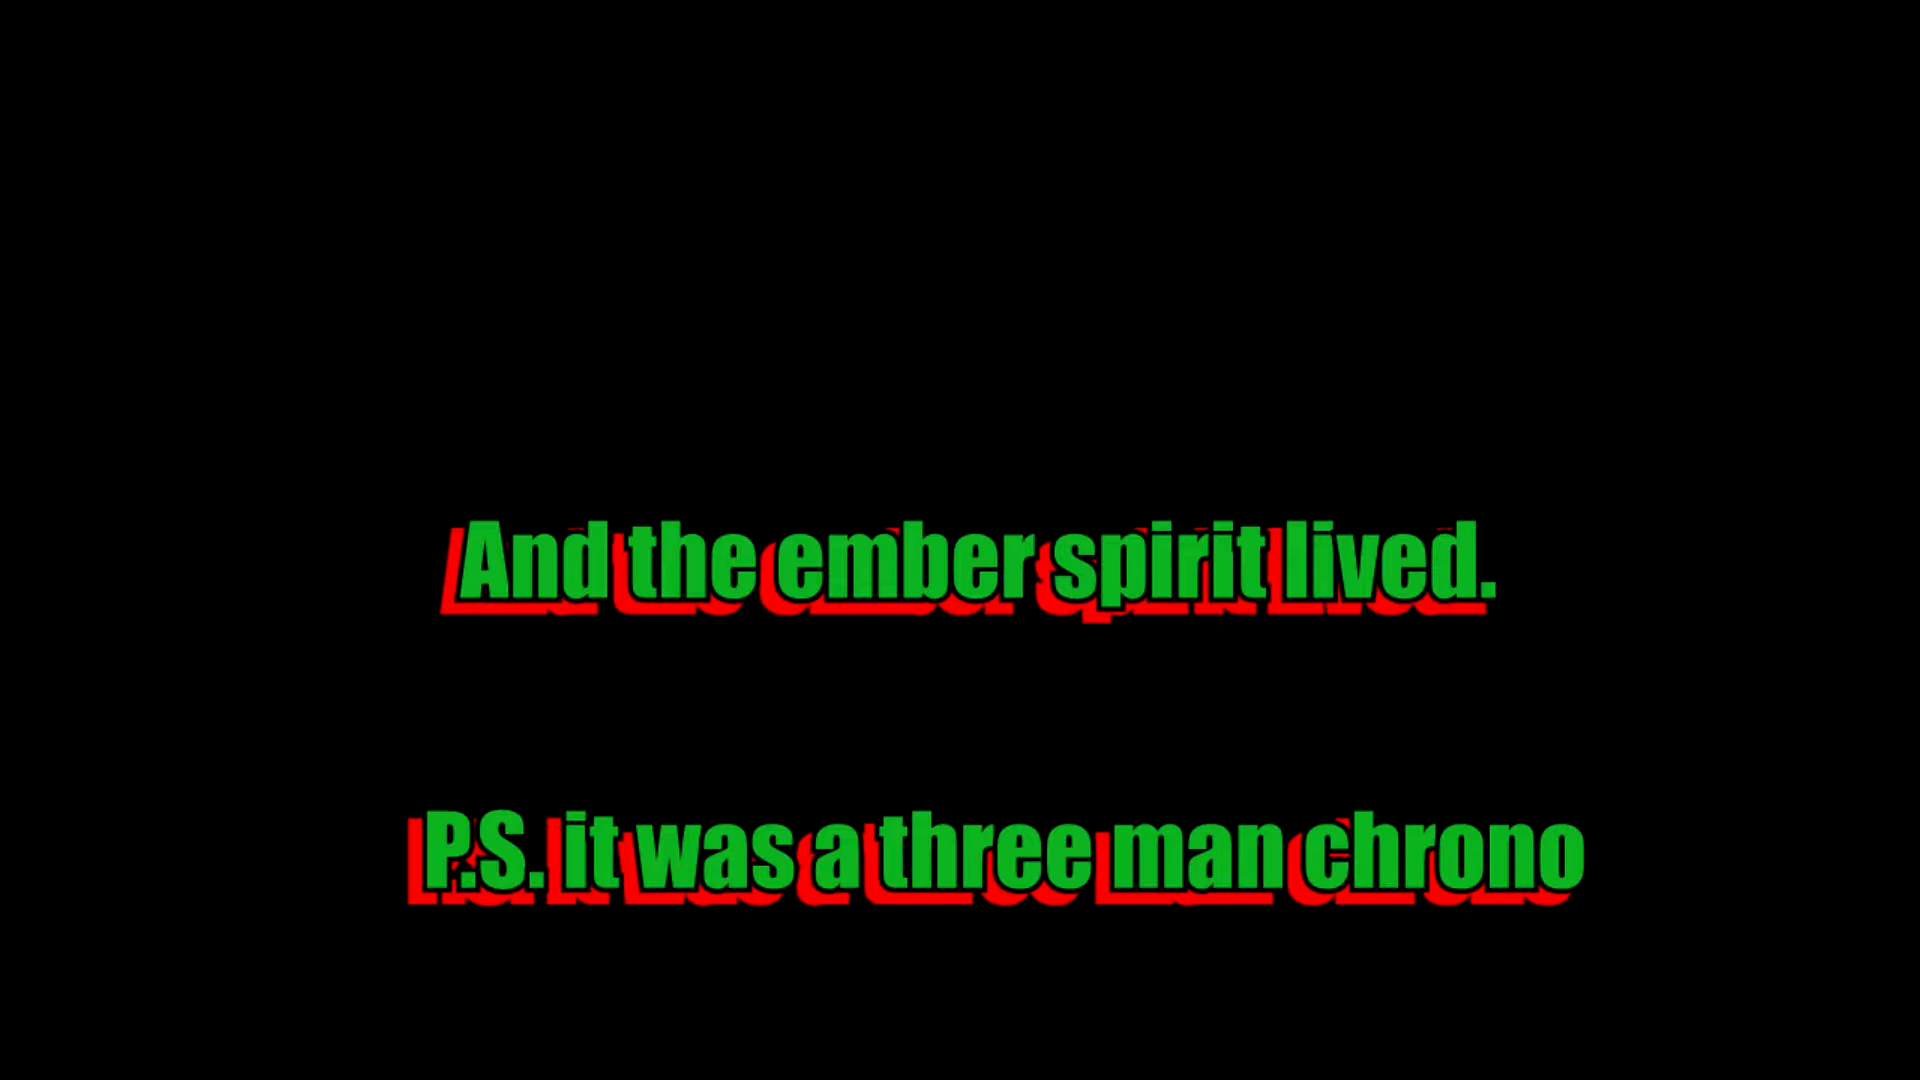 And the ember spirit lived.
P.S. it was a three man chrono